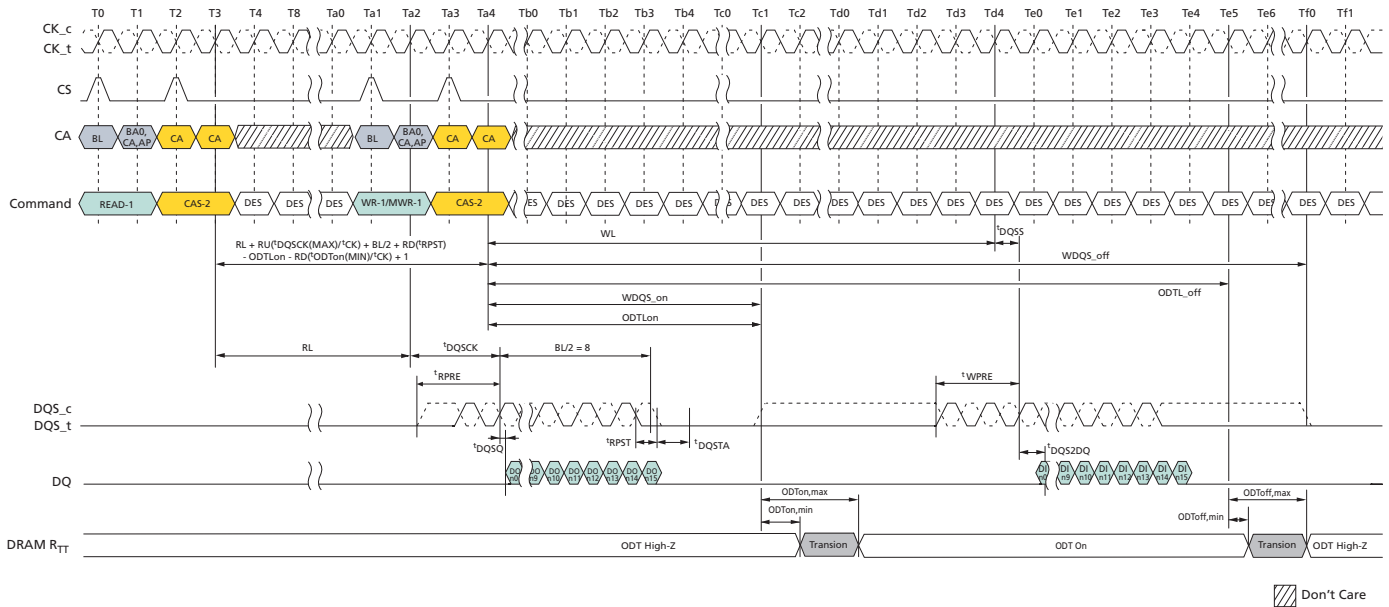 T0 T1 T2 T3 T4 T8 Ta0 Ta1 Ta2 Ta3 Ta4 Tb0 Tb1 Tb2 Tb3 Tb4 Tc0 Tc1 Tc2 Td0 Td1 Td2 Td3 Td4 Te0 Te1 Te2 Te3 Te4 Te5 Te6 Tf0 Tf1
CK_c
CK_t
CS
CA BL BA0, CA,AP CA CA BL BA0, CA,AP CA CA
Command READ-1 CAS-2 DES DES DES WR-1/MWR-1 CAS-2 ES DES DES DES DES DES DES DES DES DES DES DES DES DES DES DES DES DES DES DES DES
WL tDQSS
RL + RU(tDQSCK(MAX)/tCK) + BL/2 + RD(tRPST)
- ODTLon - RD(tODTon(MIN)/tCK) + 1
WDQS_off
ODTL_off
WDQS_on
ODTLon
RL tDQSCK BL/2 = 8
tRPRE tWPRE
DQS_c
DQS_t
tDQSQ tRPST tDQSTA tDQS2DQ
DQ DO n0 DO n9 DO n10 DO n11 DO n12 DO n13 DO n14 DO n15 DI n0 DI n9 DI n10 DI n11 DI n12 DI n13 DI n14 DI n15
ODTon,max ODToff,max
ODTon,min ODToff,min
DRAM RTT ODT High-Z Transion ODT On Transion ODT High-Z
Don't Care